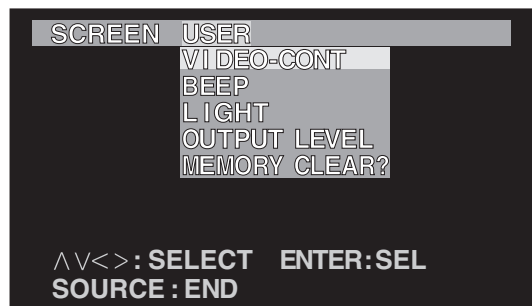 SCREEN USER
VIDEO-CONT
BEEP
LIGHT
OUTPUT LEVEL
MEMORY CLEAR?
∧∨<>: SELECT ENTER:SEL
SOURCE : END